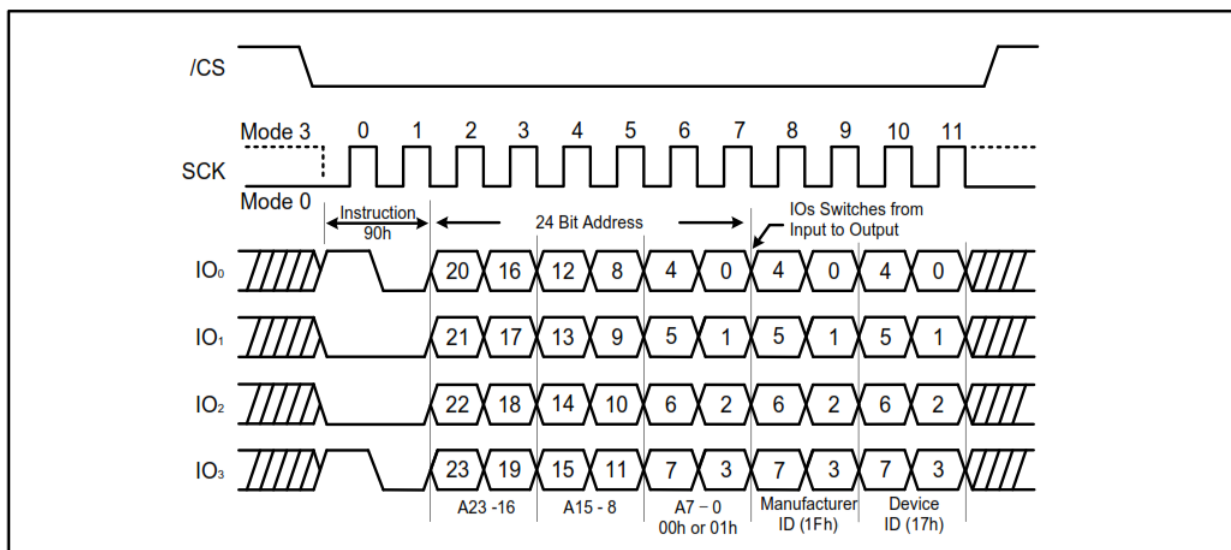 /CS
Mode 3 0 1 2 3 4 5 6 7 8 9 10 11
SCK
Mode 0
Instruction
90h
24 Bit Address
IOs Switches from
Input to Output
IO₀ 20 16 12 8 4 0 4 0 4 0
IO₁ 21 17 13 9 5 1 5 1 5 1
IO₂ 22 18 14 10 6 2 6 2 6 2
IO₃ 23 19 15 11 7 3 7 3 7 3
A23 -16
A15 - 8
A7 – 0
00h or 01h
Manufacturer
ID (1Fh)
Device
ID (17h)